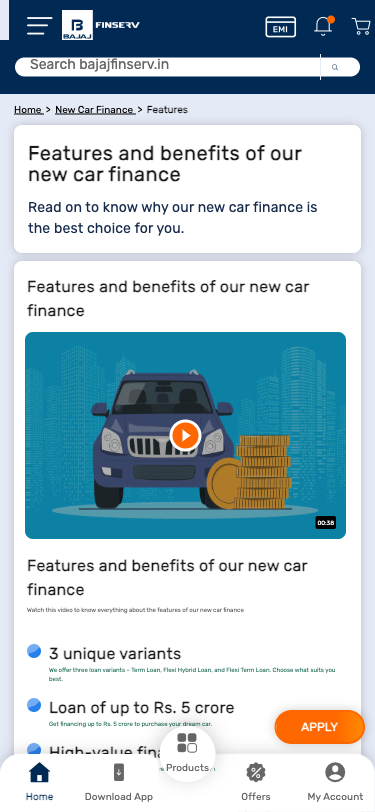 BAJAJ FINSERV
EMI
Search bajajfinserv.in
Home > New Car Finance > Features
Features and benefits of our
new car finance
Read on to know why our new car finance is
the best choice for you.
Features and benefits of our new car
finance
00:38
Features and benefits of our new car
finance
Watch this video to know everything about the features of our new car finance
3 unique variants
We offer three loan variants - Term Loan, Flexi Hybrid Loan, and Flexi Term Loan. Choose what suits you
best.
Loan of up to Rs. 5 crore
Get financing up to Rs. 5 crore to purchase your dream car.
APPLY
High-value
Home
Download App
Products
Offers
My Account